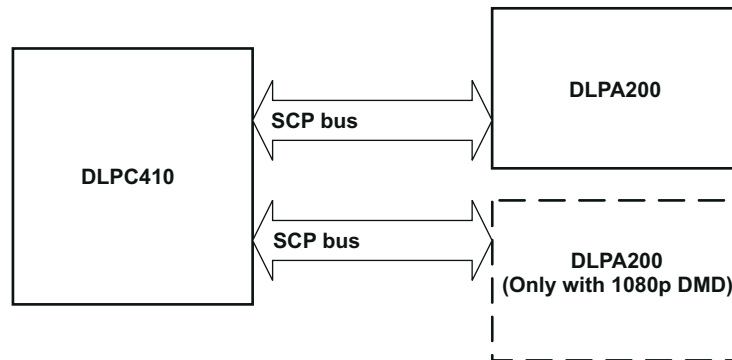 DLPC410
SCP bus
DLPA200
SCP bus
DLPA200
(Only with 1080p DMD)